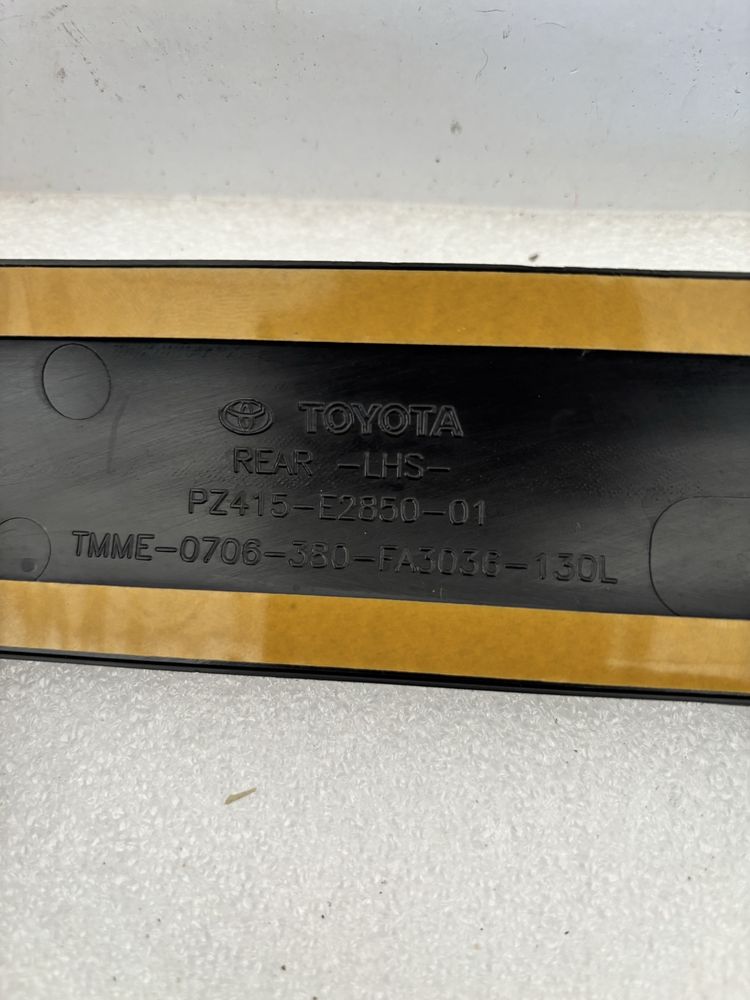 TOYOTA
REAR -LHS-
PZ415-E2850-01
TMME-0706-380-FA3036-130L